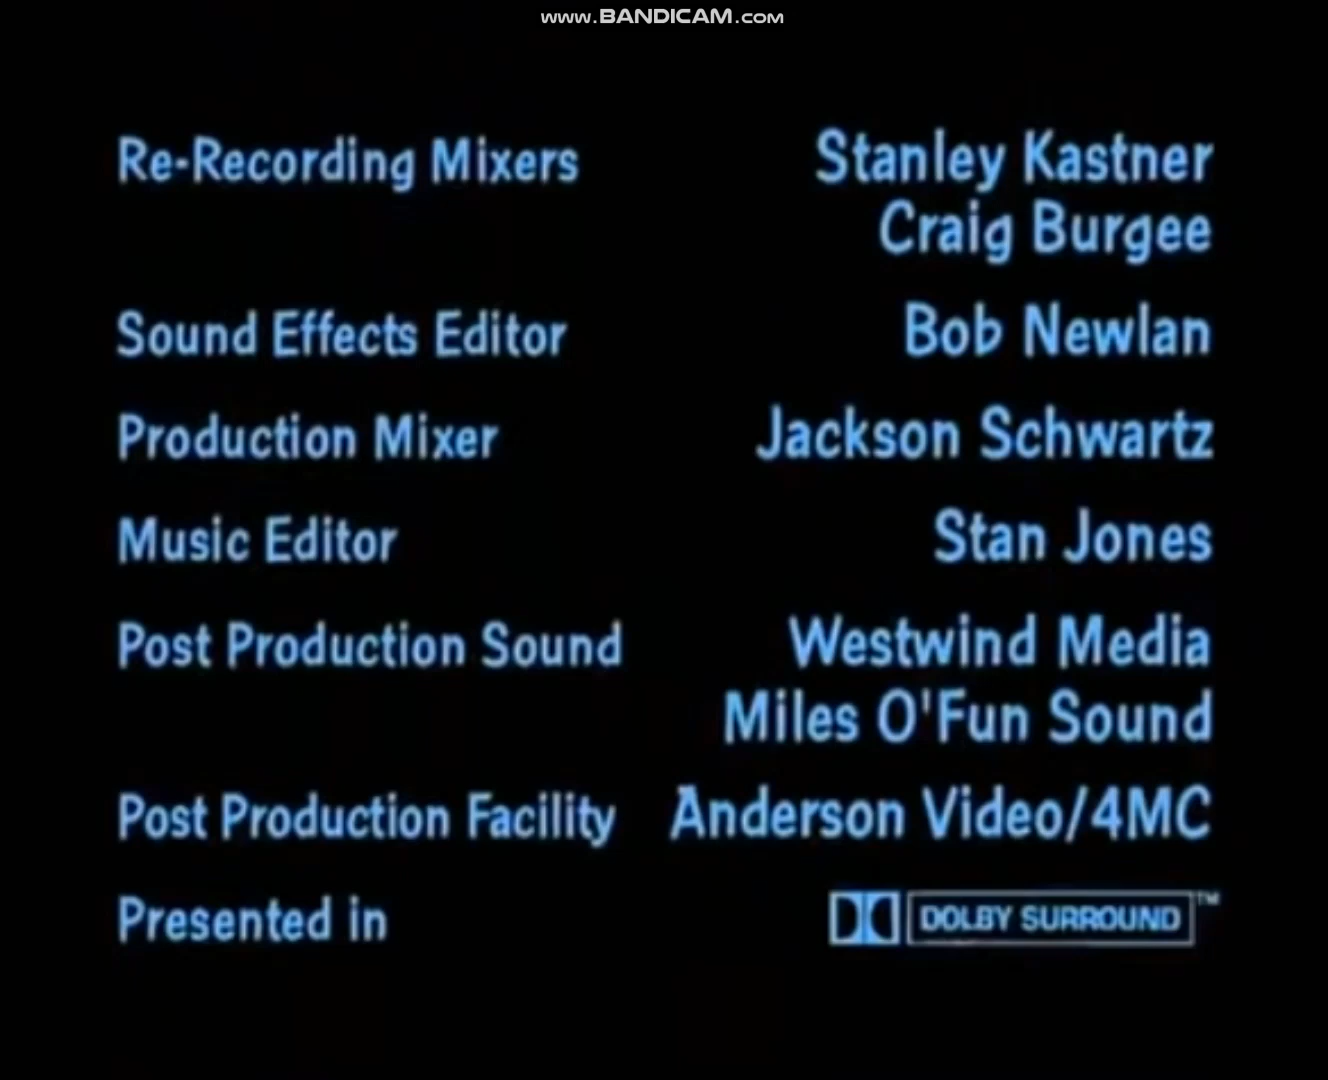 www.BANDICAM.com
Re-Recording Mixers Stanley Kastner
Craig Burgee
Sound Effects Editor Bob Newlan
Production Mixer Jackson Schwartz
Music Editor Stan Jones
Post Production Sound Westwind Media
Miles O'Fun Sound
Post Production Facility Anderson Video/4MC
Presented in DOLBY SURROUND™